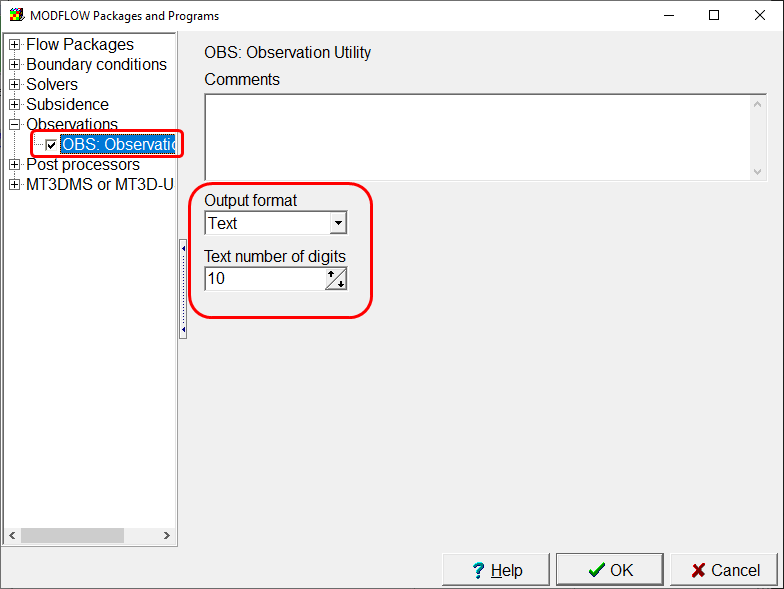 MODFLOW Packages and Programs
Flow Packages
Boundary conditions
Solvers
Subsidence
Observations
OBS: Observatio
Post processors
MT3DMS or MT3D-U
OBS: Observation Utility
Comments
Output format
Text
Text number of digits
10
? Help
OK
Cancel